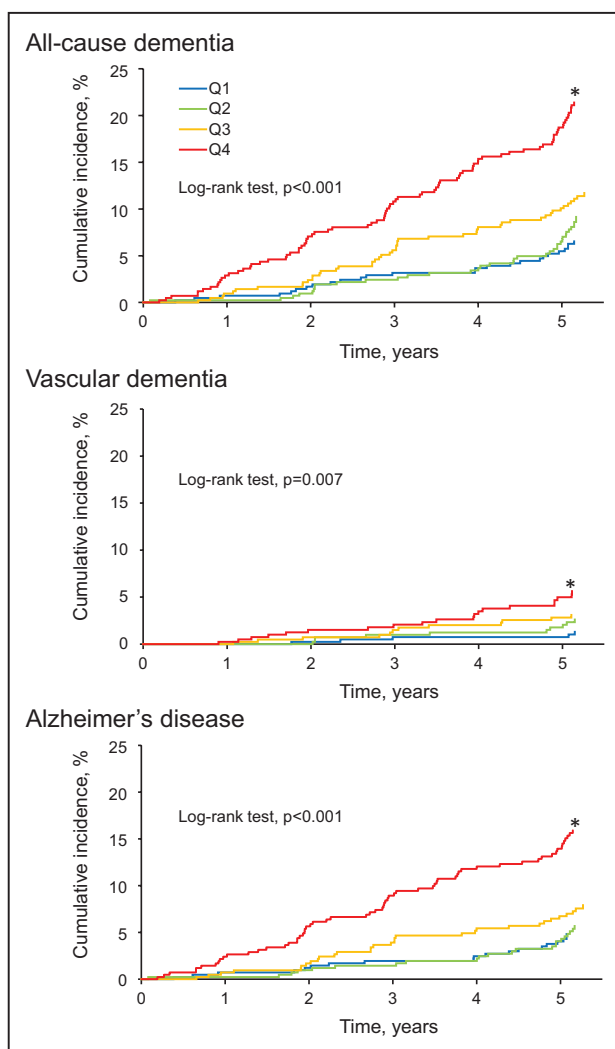 All-cause dementia
25
20
15
10
5
0
Cumulative incidence, %
Q1
Q2
Q3
Q4
*
Log-rank test, p<0.001
0 1 2 3 4 5
Time, years
Vascular dementia
25
20
15
10
5
0
Cumulative incidence, %
Log-rank test, p=0.007
*
0 1 2 3 4 5
Time, years
Alzheimer's disease
25
20
15
10
5
0
Cumulative incidence, %
Log-rank test, p<0.001
*
0 1 2 3 4 5
Time, years